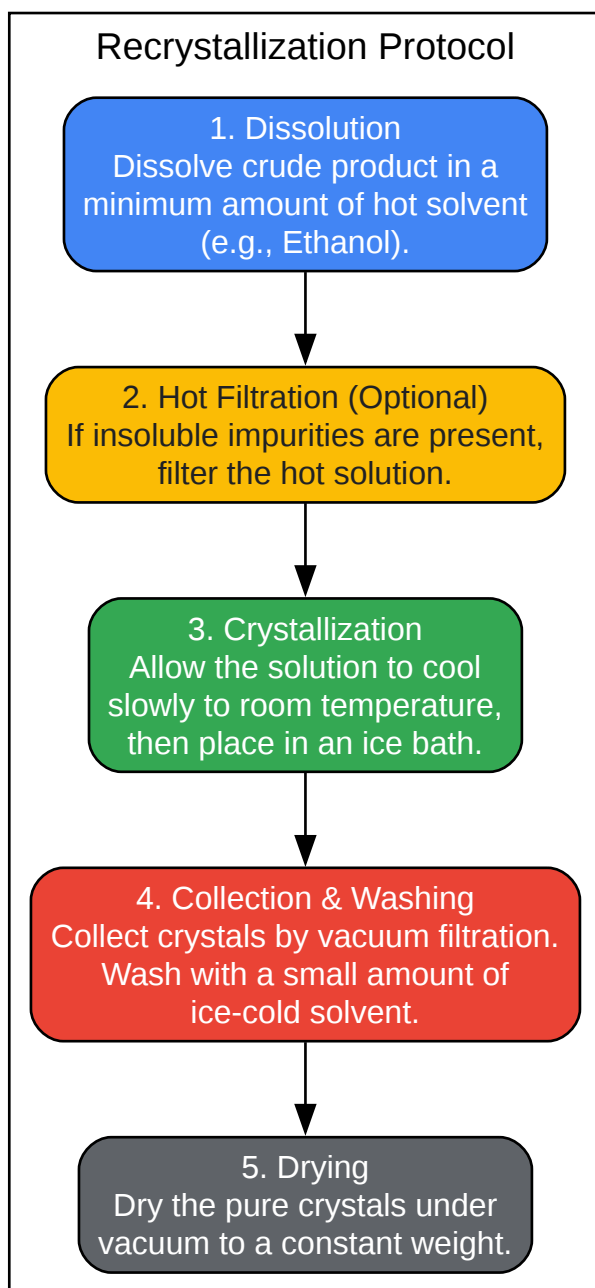 Recrystallization Protocol
1. Dissolution
Dissolve crude product in a
minimum amount of hot solvent
(e.g., Ethanol).
2. Hot Filtration (Optional)
If insoluble impurities are present,
filter the hot solution.
3. Crystallization
Allow the solution to cool
slowly to room temperature,
then place in an ice bath.
4. Collection & Washing
Collect crystals by vacuum filtration.
Wash with a small amount of
ice-cold solvent.
5. Drying
Dry the pure crystals under
vacuum to a constant weight.